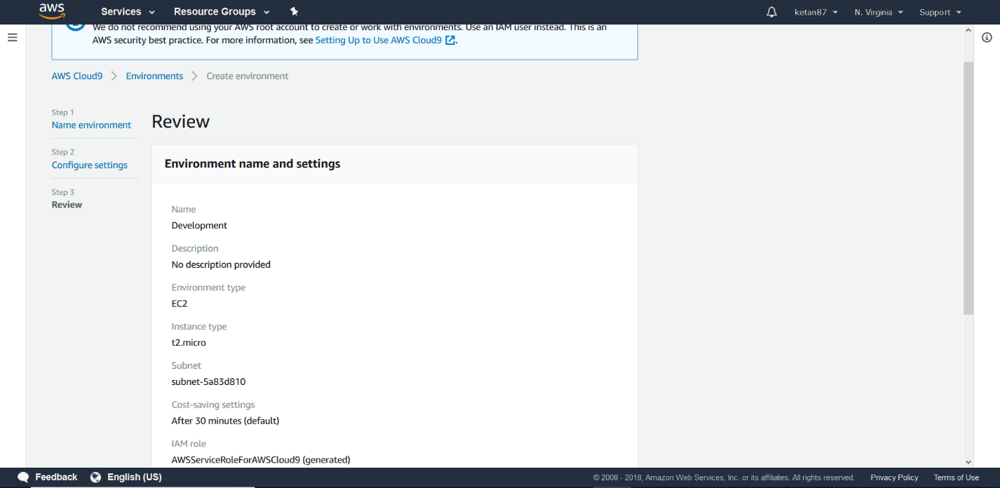 aws Services Resource Groups ketan87 N. Virginia Support
We do not recommend using your AWS root account to create or work with environments. Use an IAM user instead. This is an
AWS security best practice. For more information, see Setting Up to Use AWS Cloud9.
AWS Cloud9 Environments Create environment
Step 1
Name environment
Step 2
Configure settings
Step 3
Review
Review
Environment name and settings
Name
Development
Description
No description provided
Environment type
EC2
Instance type
t2.micro
Subnet
subnet-5a83d810
Cost-saving settings
After 30 minutes (default)
IAM role
AWSServiceRoleForAWSCloud9 (generated)
Feedback English (US) © 2008 - 2018, Amazon Web Services, Inc. or its affiliates. All rights reserved. Privacy Policy Terms of Use